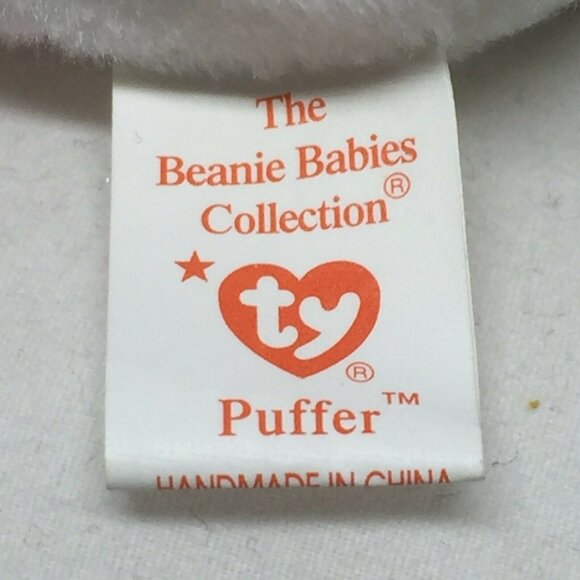 The
Beanie Babies
Collection®
ty®
Puffer™
HANDMADE IN CHINA